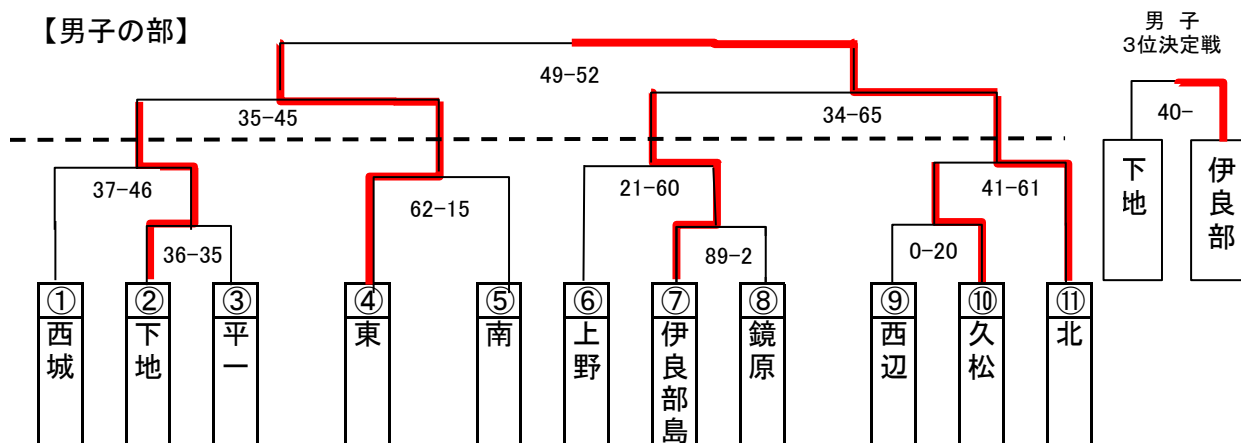 【男子の部】
男 子
3位決定戦
49-52
35-45
34-65
40-
37-46
62-15
21-60
41-61
36-35
89-2
0-20
下地
伊良部
① ② ③ ④ ⑤ ⑥ ⑦ ⑧ ⑨ ⑩ ⑪
西城
下地
平一
東
南
上野
伊良部島
鏡原
西辺
久松
北